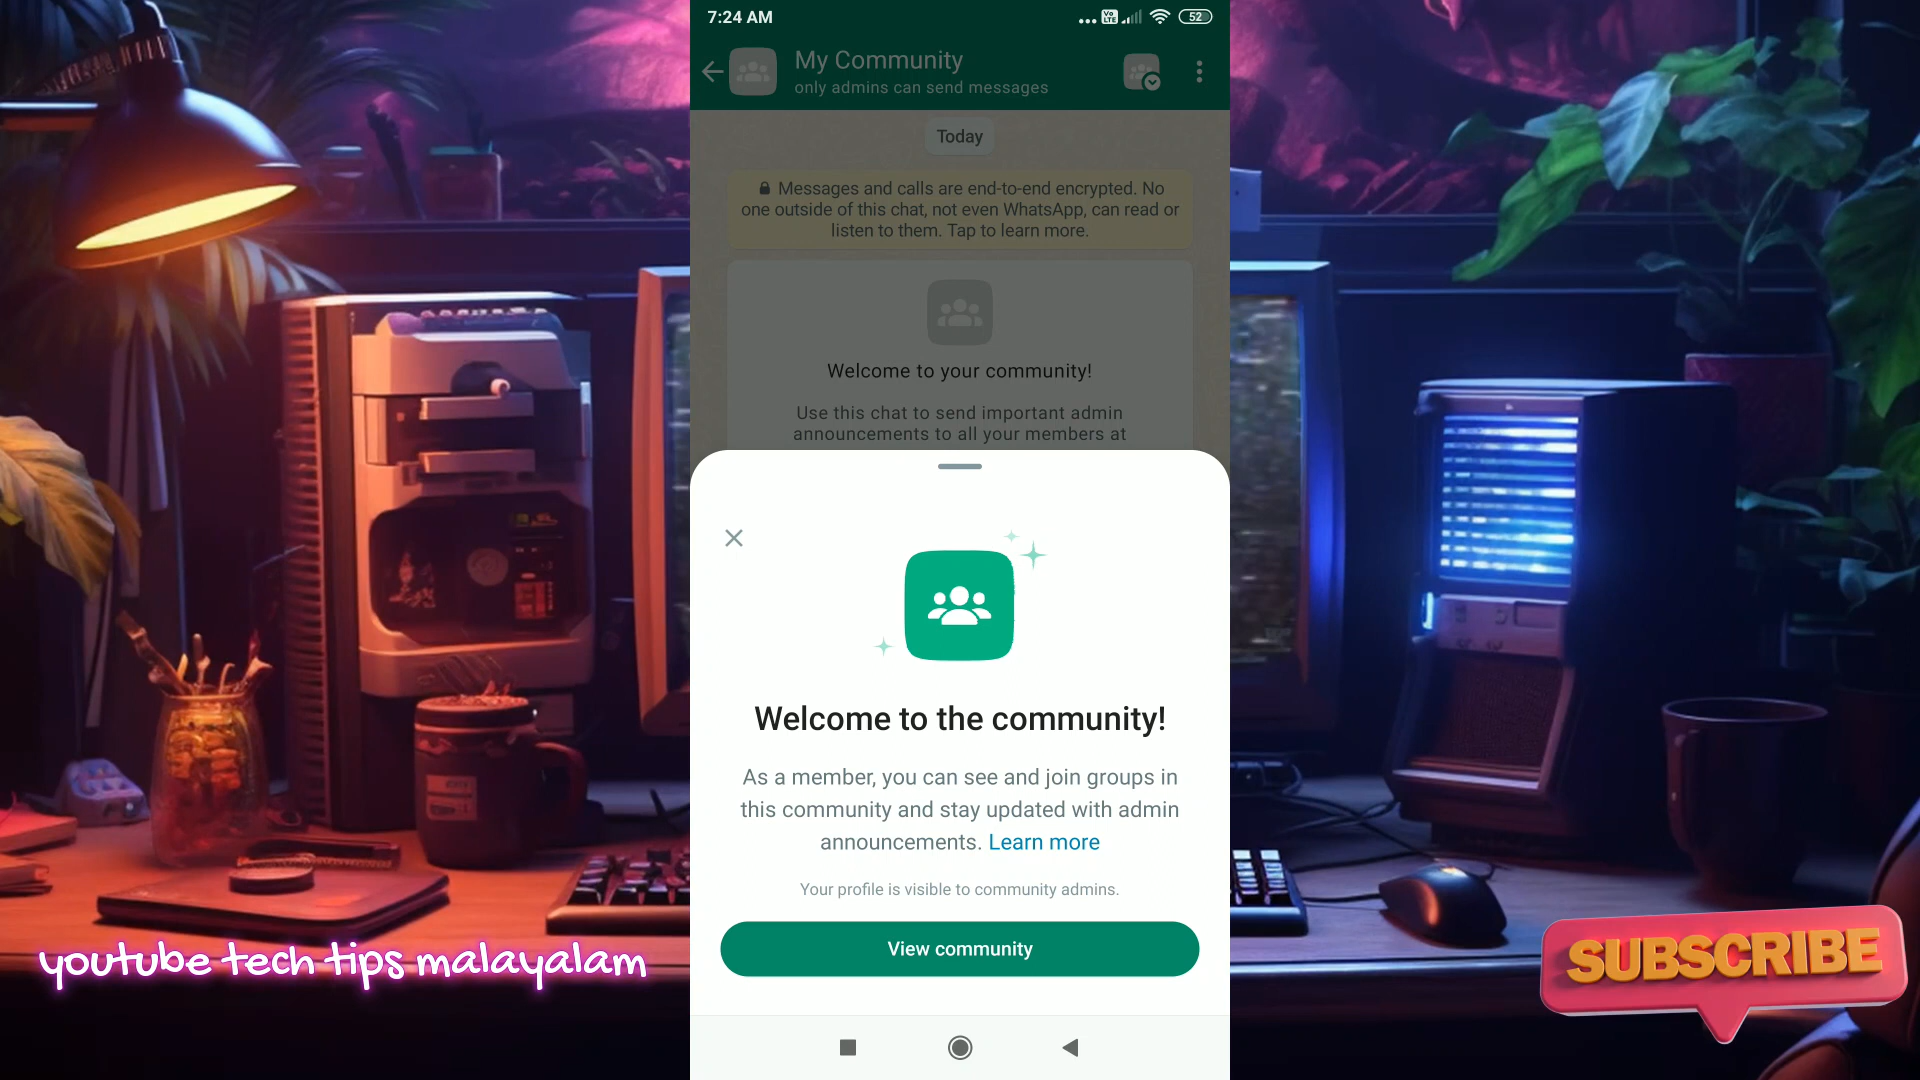 7:24 AM
Vo LTE
52
My Community
only admins can send messages
Today
Messages and calls are end-to-end encrypted. No
one outside of this chat, not even WhatsApp, can read or
listen to them. Tap to learn more.
Welcome to your community!
Use this chat to send important admin
announcements to all your members at
Welcome to the community!
As a member, you can see and join groups in
this community and stay updated with admin
announcements. Learn more
Your profile is visible to community admins.
View community
youtube tech tips malayalam
SUBSCRIBE